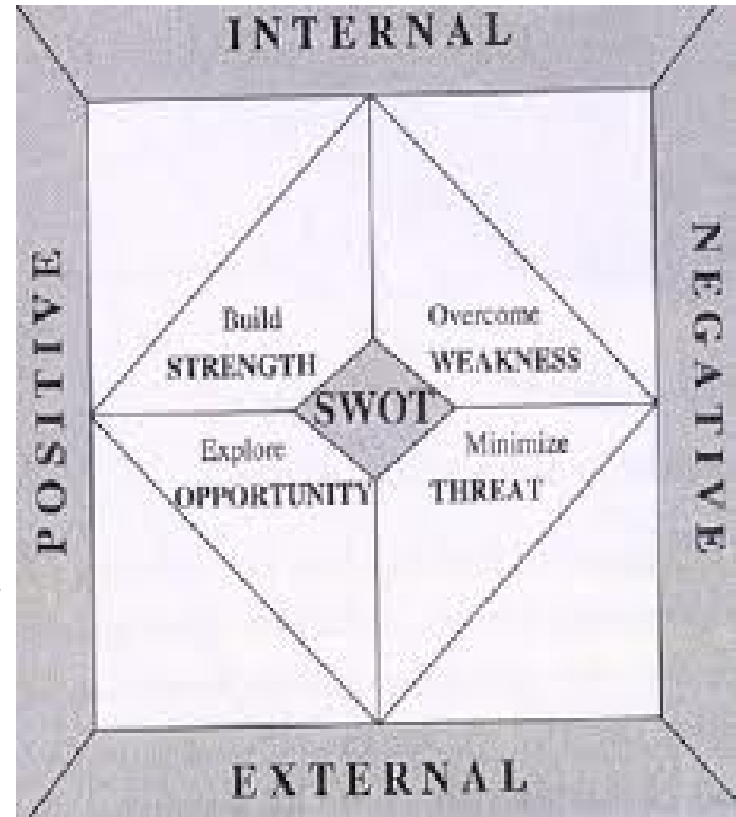 INTERNAL
POSITIVE
NEGATIVE
Build
STRENGTH
Overcome
WEAKNESS
SWOT
Explore
OPPORTUNITY
Minimize
THREAT
EXTERNAL